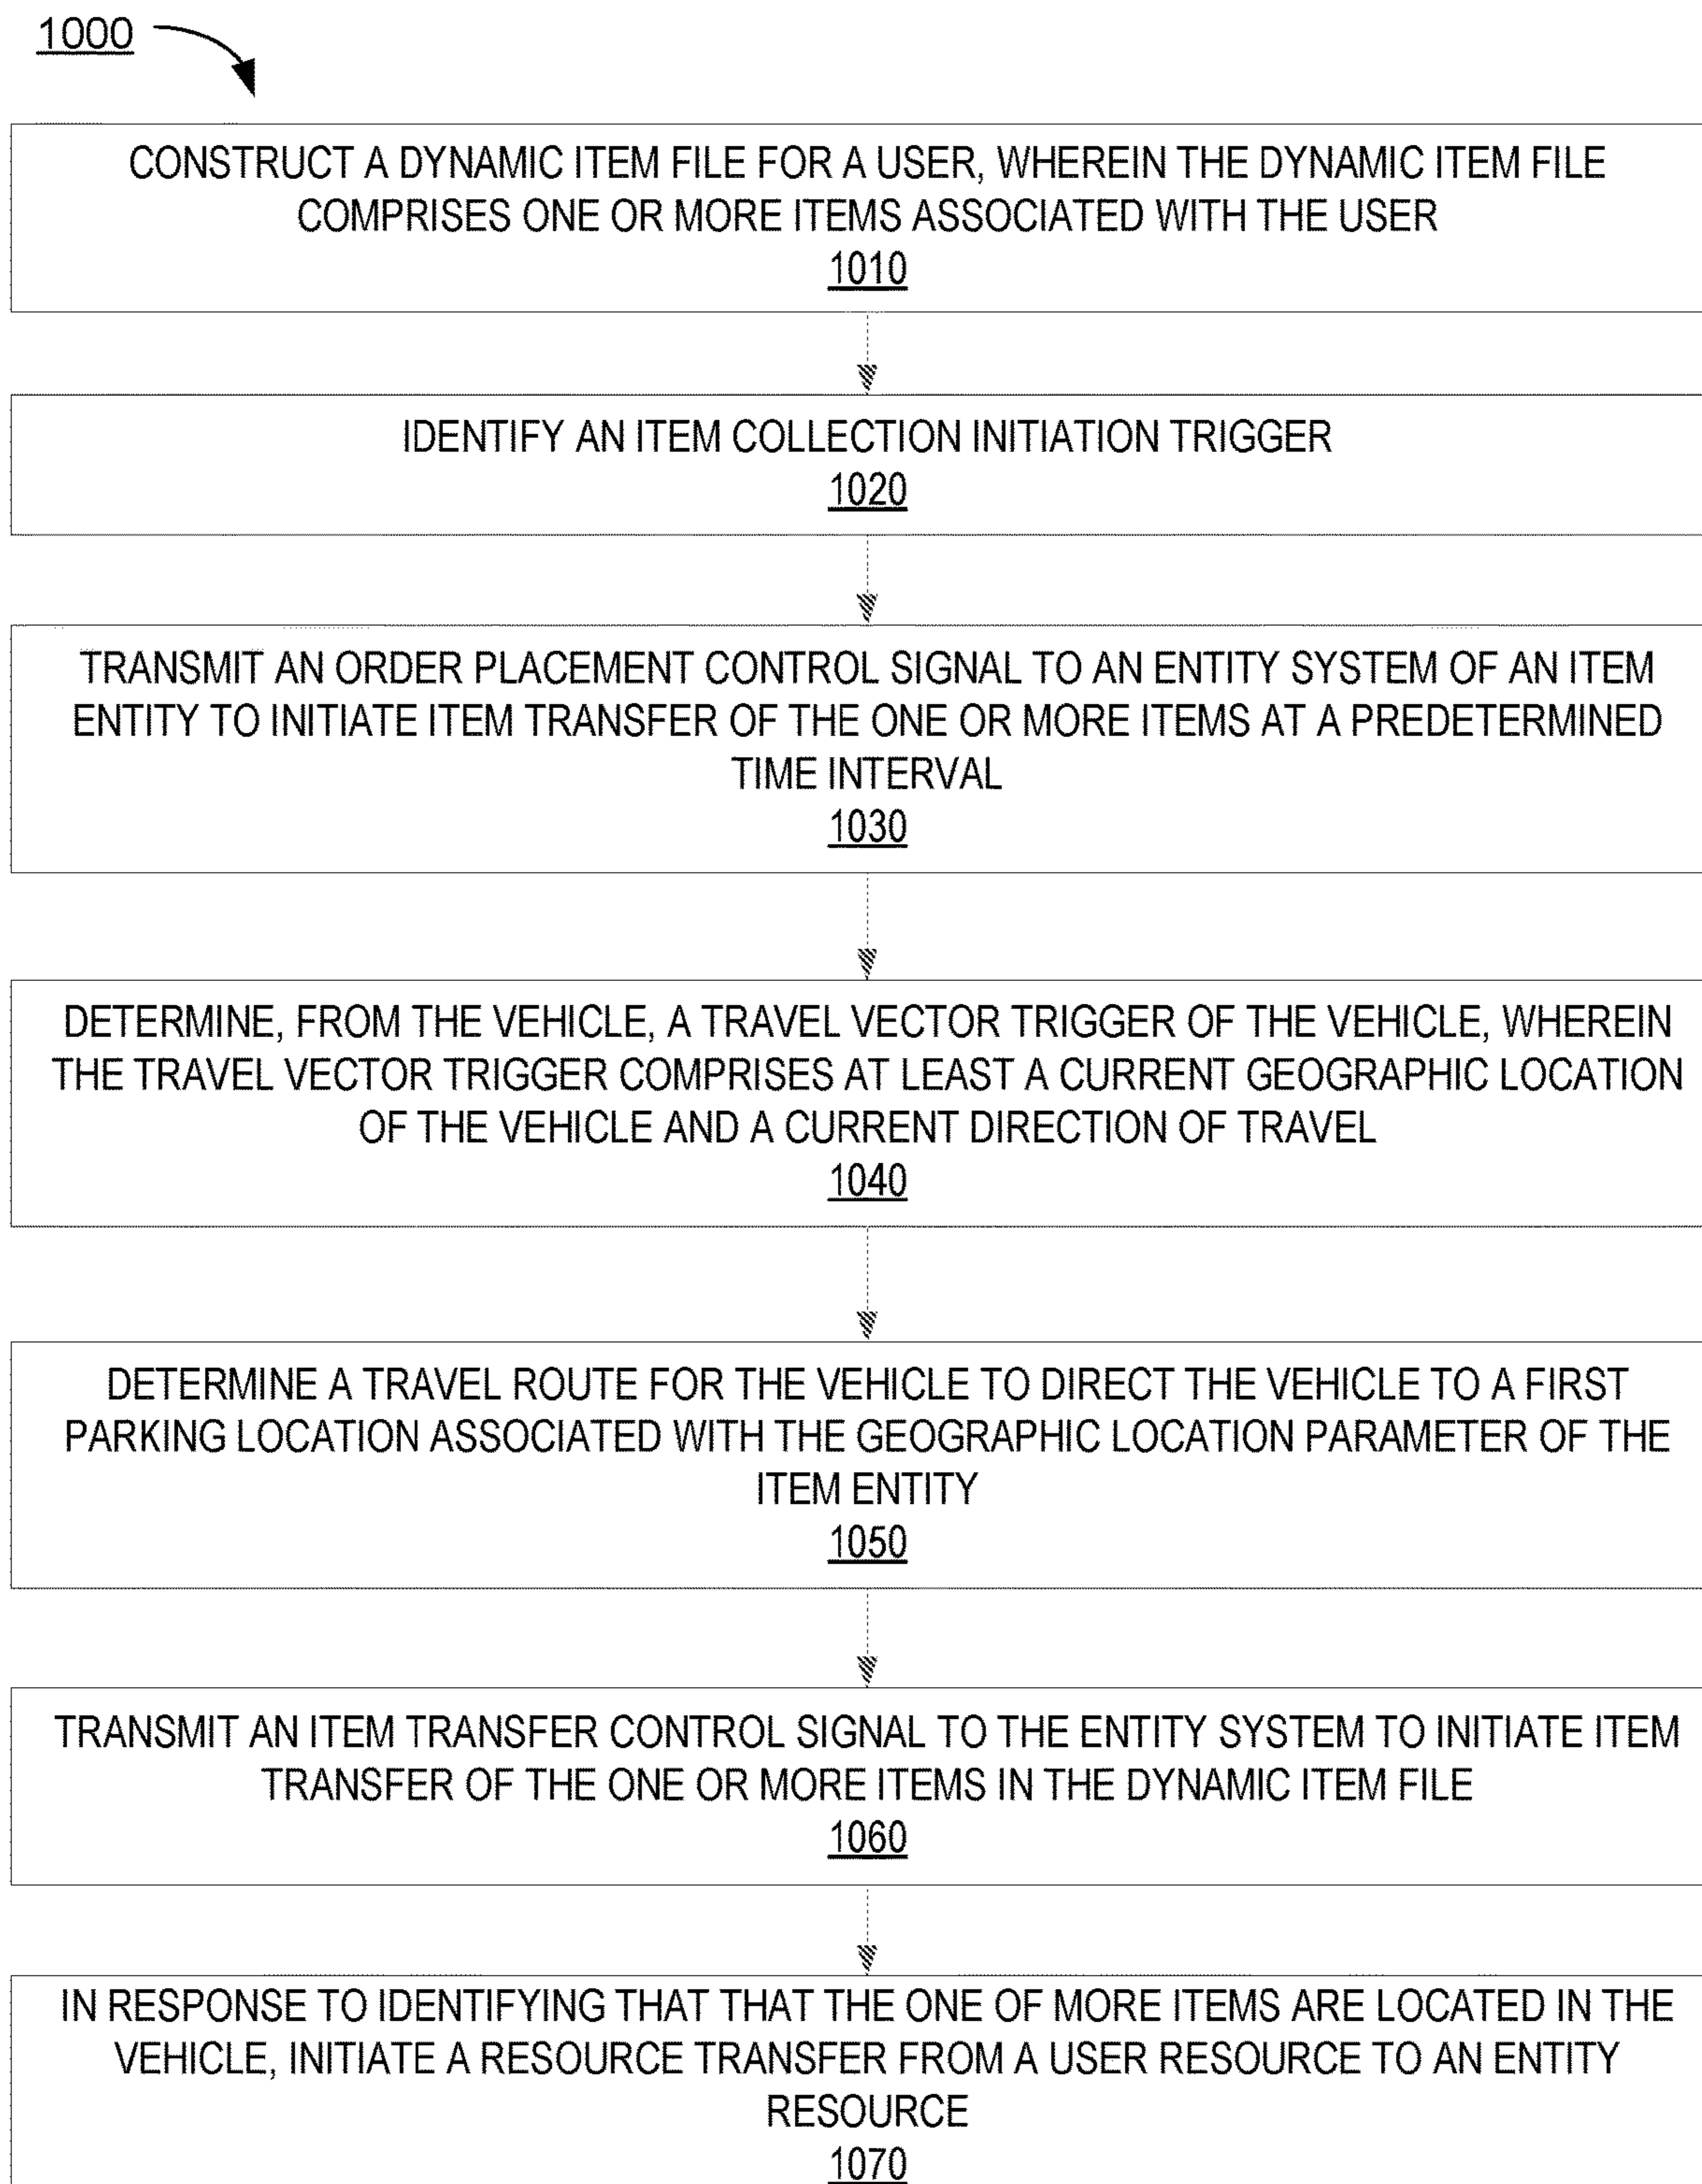 1000
CONSTRUCT A DYNAMIC ITEM FILE FOR A USER, WHEREIN THE DYNAMIC ITEM FILE
COMPRISES ONE OR MORE ITEMS ASSOCIATED WITH THE USER
1010
IDENTIFY AN ITEM COLLECTION INITIATION TRIGGER
1020
TRANSMIT AN ORDER PLACEMENT CONTROL SIGNAL TO AN ENTITY SYSTEM OF AN ITEM
ENTITY TO INITIATE ITEM TRANSFER OF THE ONE OR MORE ITEMS AT A PREDETERMINED
TIME INTERVAL
1030
DETERMINE, FROM THE VEHICLE, A TRAVEL VECTOR TRIGGER OF THE VEHICLE, WHEREIN
THE TRAVEL VECTOR TRIGGER COMPRISES AT LEAST A CURRENT GEOGRAPHIC LOCATION
OF THE VEHICLE AND A CURRENT DIRECTION OF TRAVEL
1040
DETERMINE A TRAVEL ROUTE FOR THE VEHICLE TO DIRECT THE VEHICLE TO A FIRST
PARKING LOCATION ASSOCIATED WITH THE GEOGRAPHIC LOCATION PARAMETER OF THE
ITEM ENTITY
1050
TRANSMIT AN ITEM TRANSFER CONTROL SIGNAL TO THE ENTITY SYSTEM TO INITIATE ITEM
TRANSFER OF THE ONE OR MORE ITEMS IN THE DYNAMIC ITEM FILE
1060
IN RESPONSE TO IDENTIFYING THAT THAT THE ONE OF MORE ITEMS ARE LOCATED IN THE
VEHICLE, INITIATE A RESOURCE TRANSFER FROM A USER RESOURCE TO AN ENTITY
RESOURCE
1070